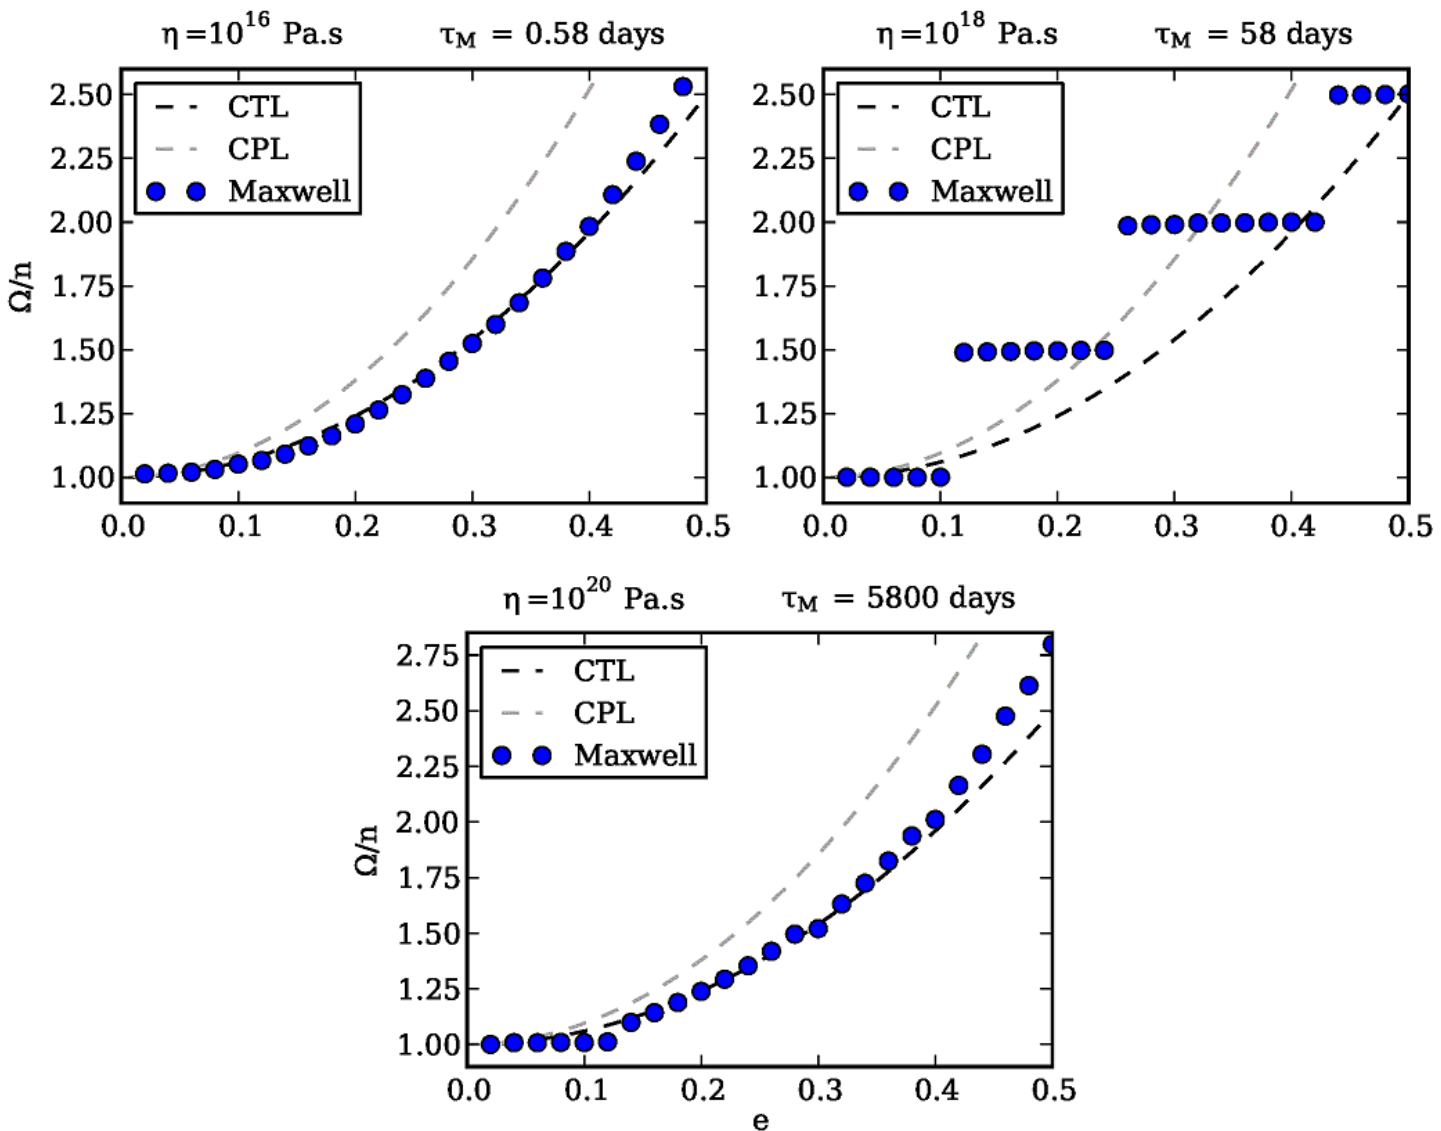 η=10^16 Pa.s τ_M = 0.58 days
2.50
2.25
2.00
1.75
1.50
1.25
1.00
Ω/n
CTL
CPL
Maxwell
0.0 0.1 0.2 0.3 0.4 0.5
η=10^18 Pa.s τ_M = 58 days
2.50
2.25
2.00
1.75
1.50
1.25
1.00
CTL
CPL
Maxwell
0.0 0.1 0.2 0.3 0.4 0.5
η=10^20 Pa.s τ_M = 5800 days
2.75
2.50
2.25
2.00
1.75
1.50
1.25
1.00
Ω/n
CTL
CPL
Maxwell
0.0 0.1 0.2 0.3 0.4 0.5
e